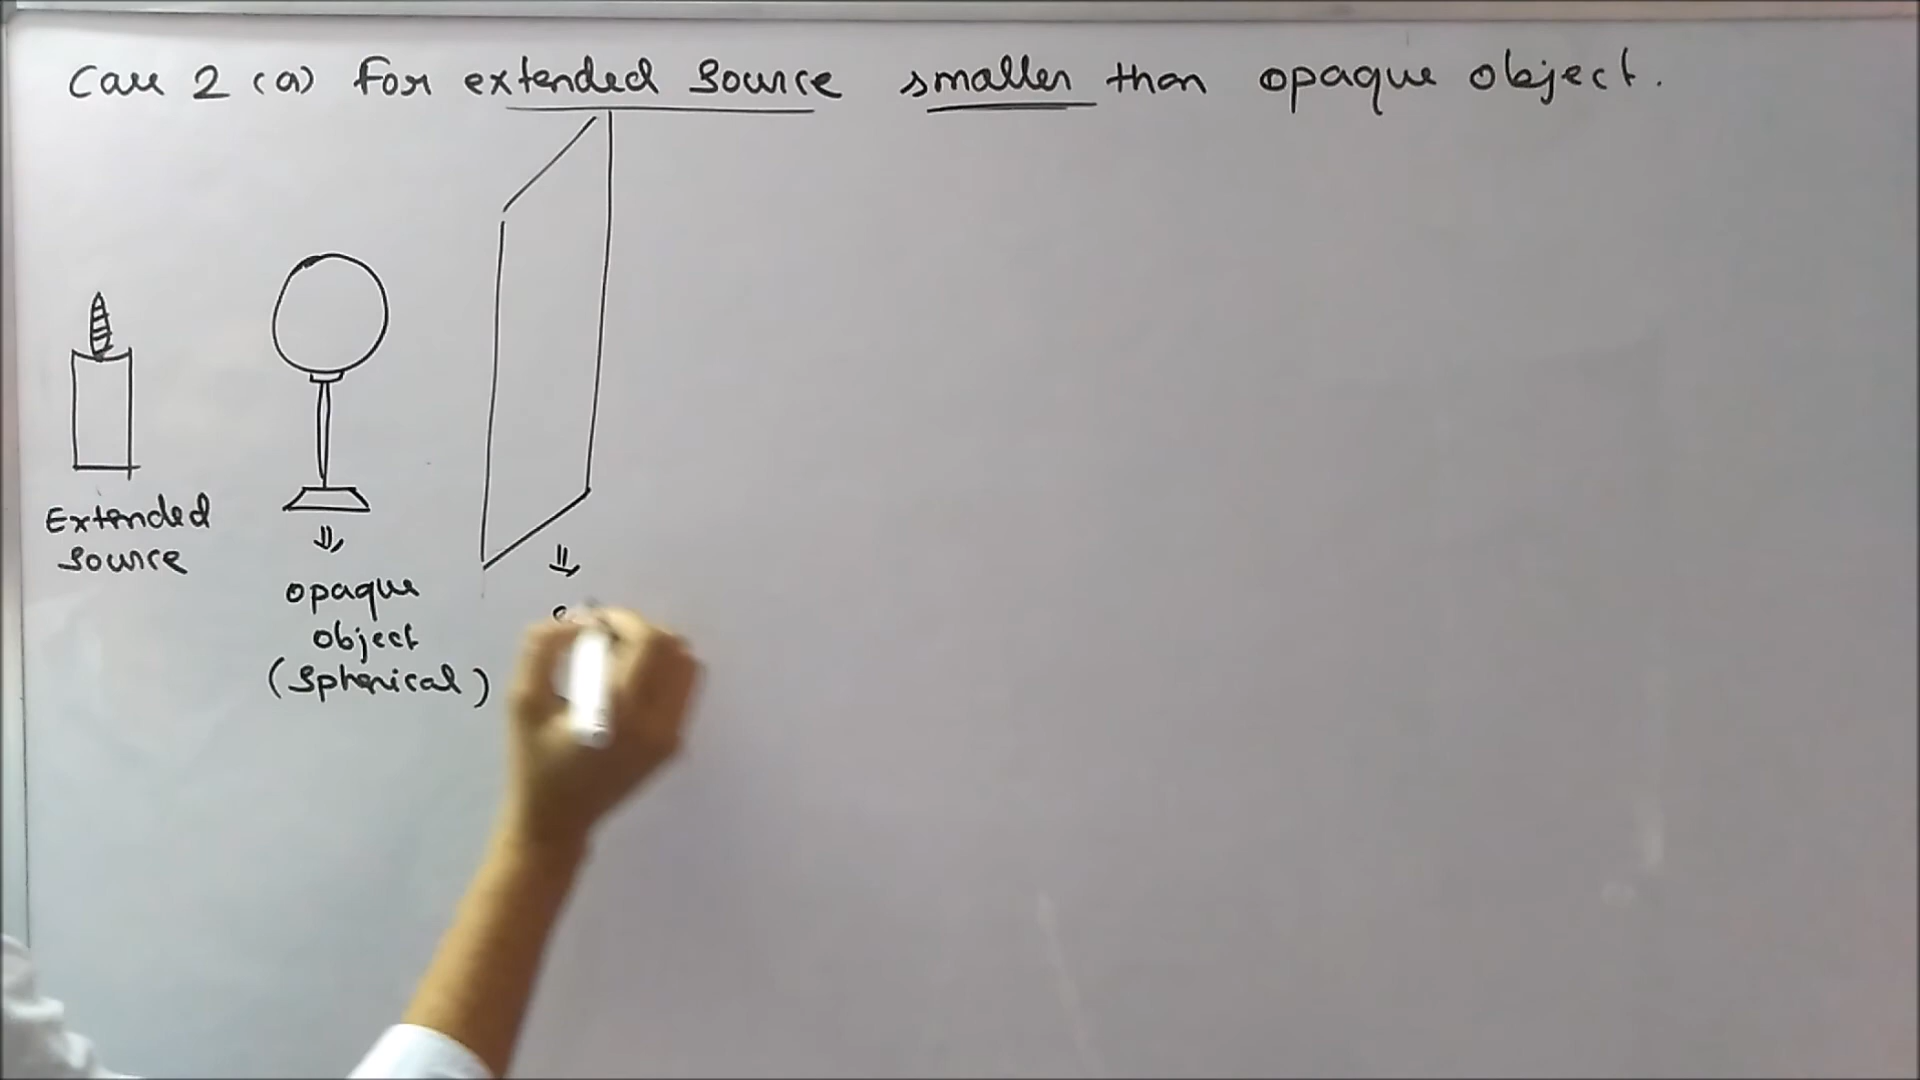 Case 2 (a) For extended source smaller than opaque object.
Extended
source
opaque
object
(spherical)